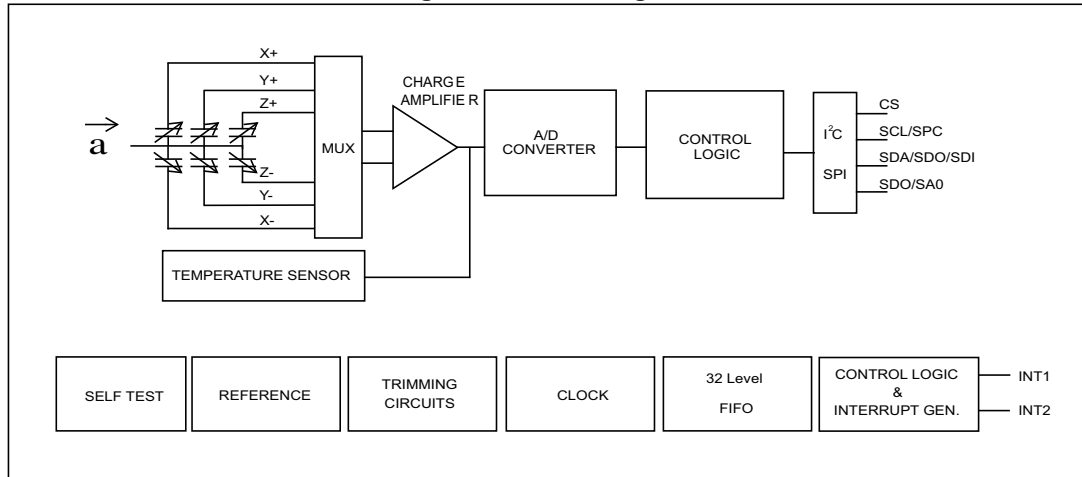 X+
Y+
Z+
a
Z-
Y-
X-
MUX
CHARGE
AMPLIFIER
A/D
CONVERTER
CONTROL
LOGIC
I²C
SPI
CS
SCL/SPC
SDA/SDO/SDI
SDO/SA0
TEMPERATURE SENSOR
SELF TEST
REFERENCE
TRIMMING
CIRCUITS
CLOCK
32 Level
FIFO
CONTROL LOGIC
&
INTERRUPT GEN.
INT1
INT2